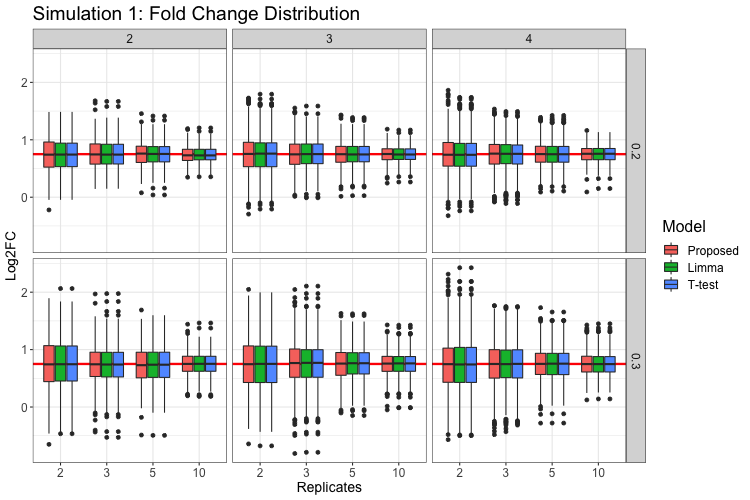 Simulation 1: Fold Change Distribution
2 3 4
2
1
0
0.2
Log2FC
2
1
0
0.3
2 3 5 10 2 3 5 10 2 3 5 10
Replicates
Model
Proposed
Limma
T-test